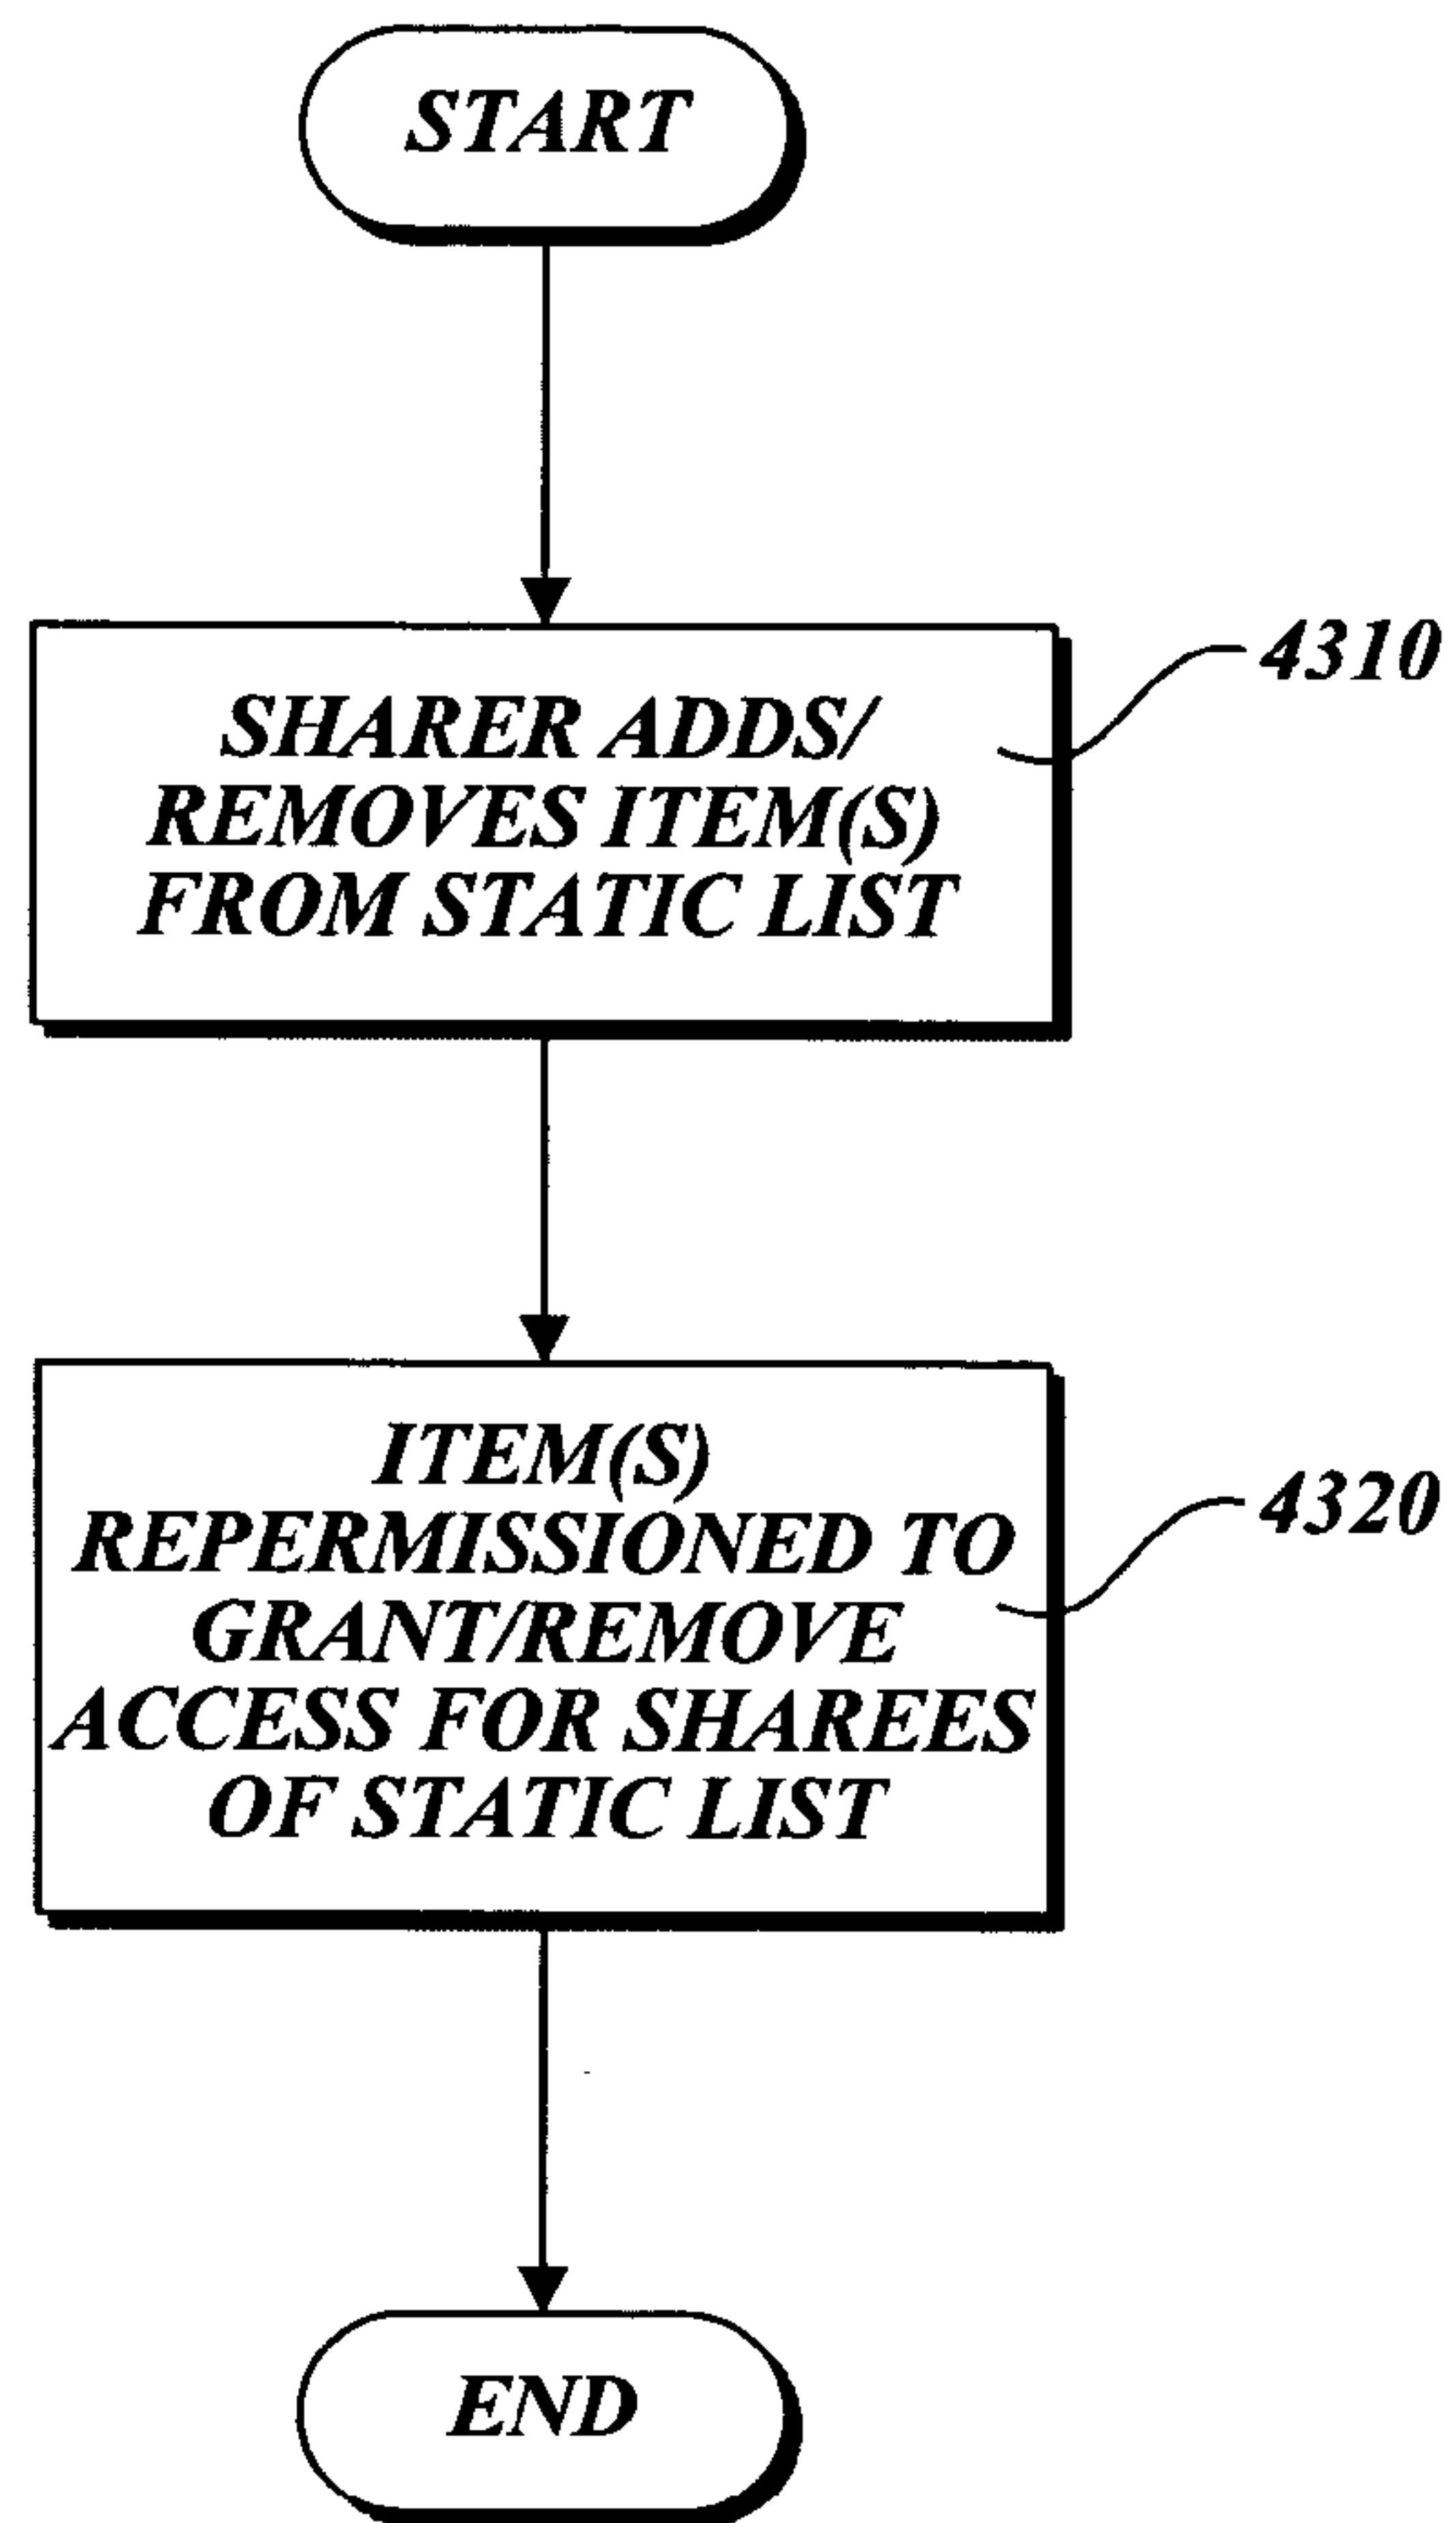 START
SHARER ADDS/
REMOVES ITEM(S)
FROM STATIC LIST
4310
ITEM(S)
REPERMISSIONED TO
GRANT/REMOVE
ACCESS FOR SHAREES
OF STATIC LIST
4320
END